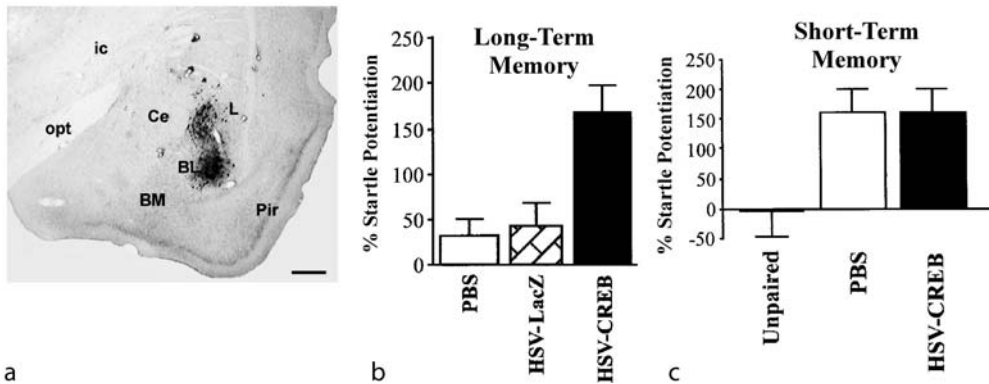 ic
opt
Ce
L
BL
BM
Pir
a
Long-Term
Memory
% Startle Potentiation
250
200
150
100
50
0
PBS
HSV-LacZ
HSV-CREB
b
Short-Term
Memory
% Startle Potentiation
250
200
150
100
50
0
-50
Unpaired
PBS
HSV-CREB
c